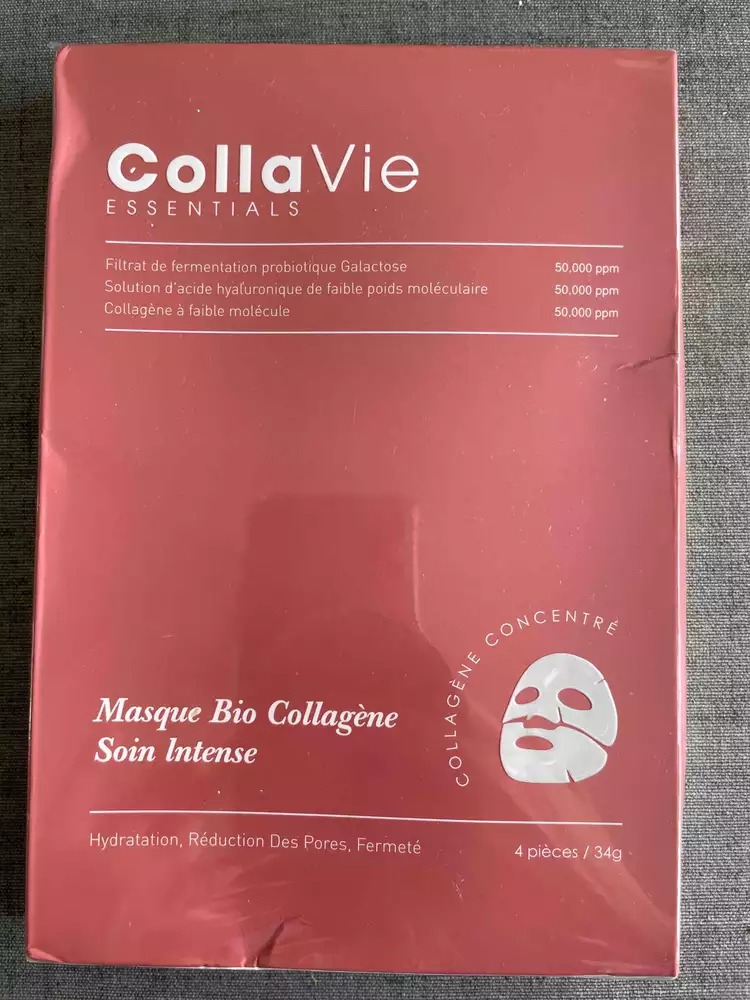 CollaVie
ESSENTIALS
Filtrat de fermentation probiotique Galactose 50,000 ppm
Solution d'acide hyaluronique de faible poids moléculaire 50,000 ppm
Collagène à faible molécule 50,000 ppm
COLLAGÈNE CONCENTRÉ
Masque Bio Collagène
Soin Intense
Hydratation, Réduction Des Pores, Fermeté 4 pièces / 34g